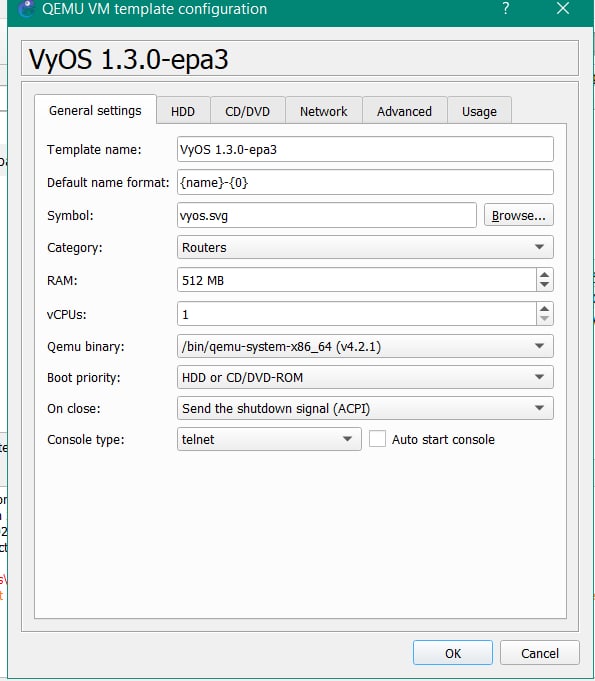 QEMU VM template configuration ?
VyOS 1.3.0-epa3
General settings HDD CD/DVD Network Advanced Usage
Template name: VyOS 1.3.0-epa3
Default name format: {name}-{0}
Symbol: vyos.svg Browse...
Category: Routers
RAM: 512 MB
vCPUs: 1
Qemu binary: /bin/qemu-system-x86_64 (v4.2.1)
Boot priority: HDD or CD/DVD-ROM
On close: Send the shutdown signal (ACPI)
Console type: telnet Auto start console
OK Cancel